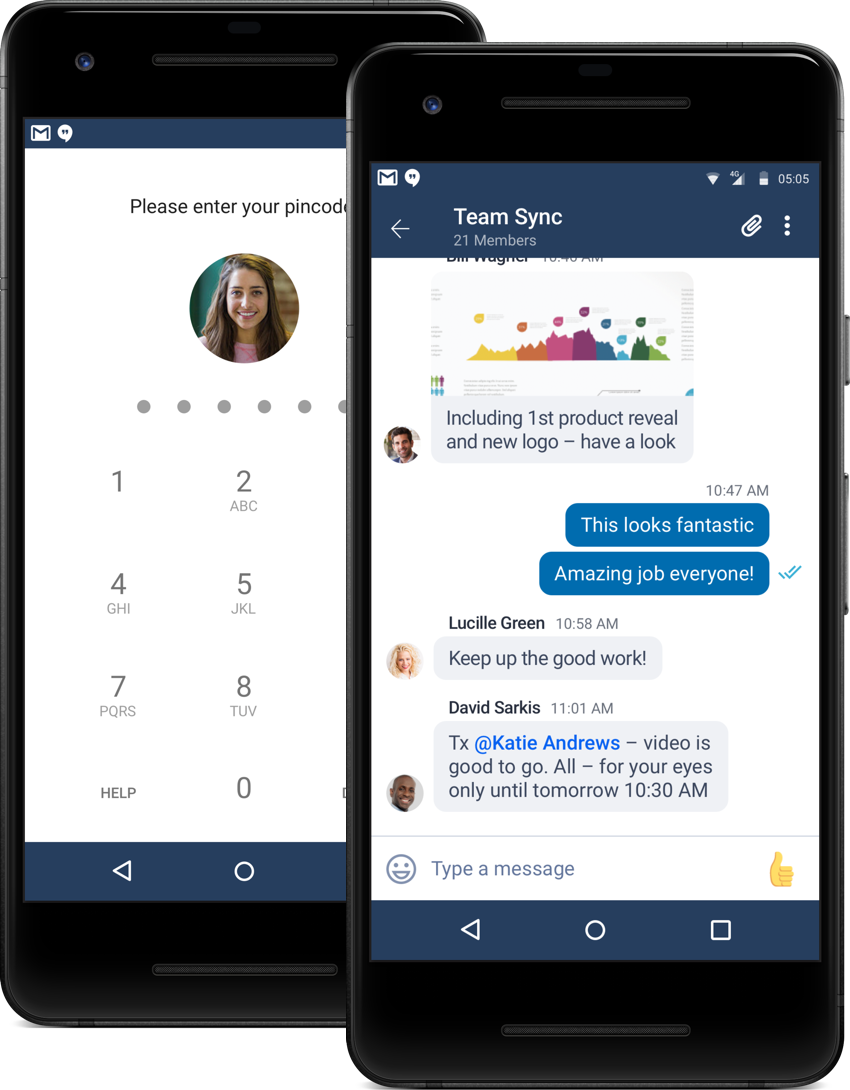 Please enter your pincode
1
2
ABC
4
GHI
5
JKL
7
PQRS
8
TUV
HELP
0
4G
05:05
Team Sync
21 Members
Bill Wagner 10:46 AM
Including 1st product reveal
and new logo – have a look
10:47 AM
This looks fantastic
Amazing job everyone!
Lucille Green 10:58 AM
Keep up the good work!
David Sarkis 11:01 AM
Tx @Katie Andrews – video is
good to go. All – for your eyes
only until tomorrow 10:30 AM
Type a message